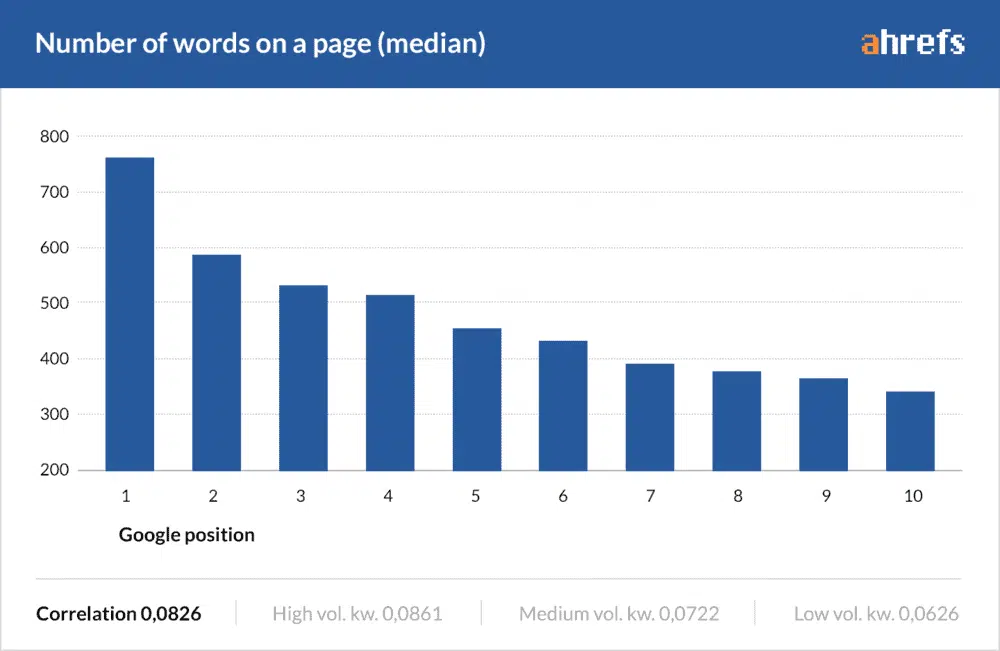 Number of words on a page (median)
ahrefs
800
700
600
500
400
300
200
1 2 3 4 5 6 7 8 9 10
Google position
Correlation 0,0826 High vol. kw. 0,0861 Medium vol. kw. 0,0722 Low vol. kw. 0,0626